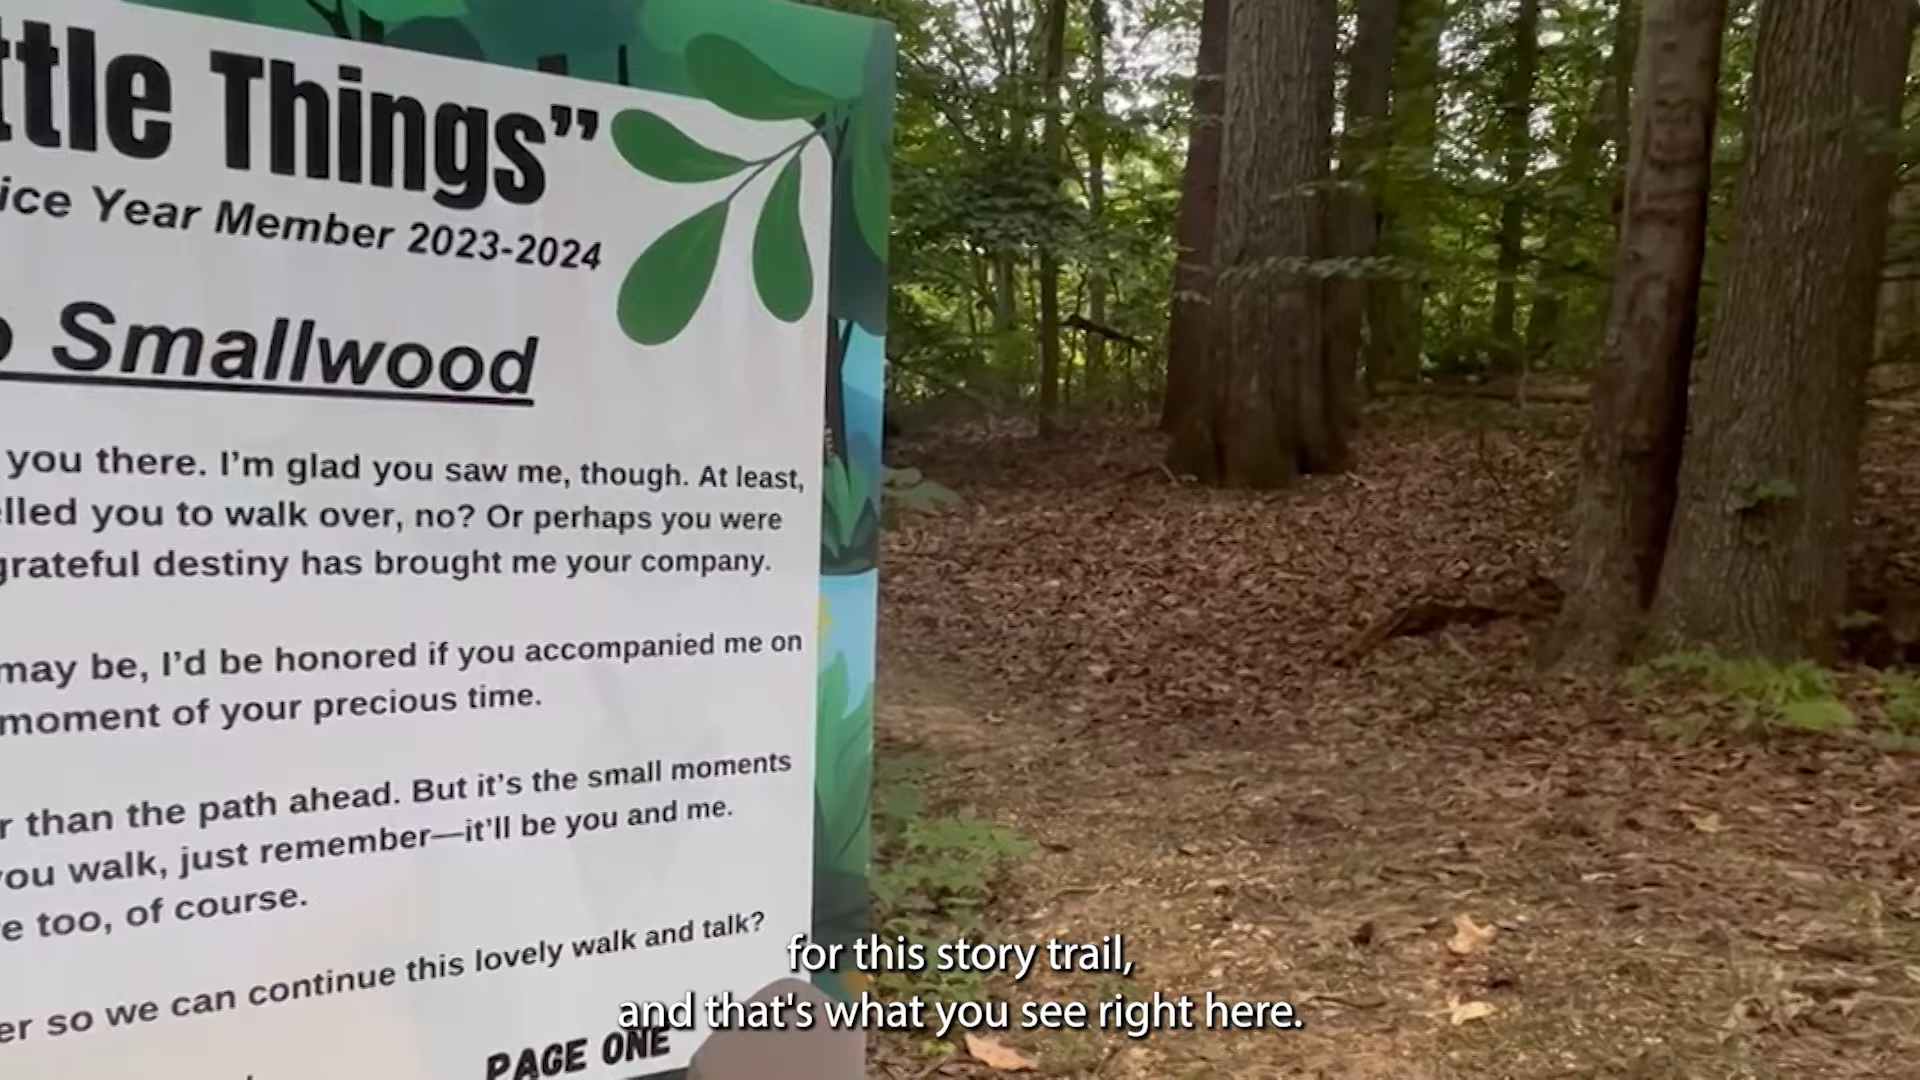 ttle Things”
ice Year Member 2023-2024
Smallwood
you there. I’m glad you saw me, though. At least,
elled you to walk over, no? Or perhaps you were
grateful destiny has brought me your company.
may be, I’d be honored if you accompanied me on
moment of your precious time.
r than the path ahead. But it’s the small moments
you walk, just remember—it’ll be you and me.
e too, of course.
er so we can continue this lovely walk and talk?
PAGE ONE
for this story trail,
and that's what you see right here.